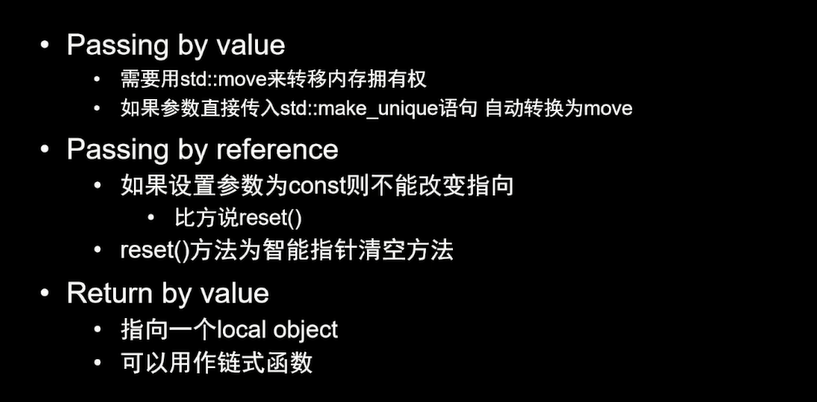 Passing by value
需要用std::move来转移内存拥有权
如果参数直接传入std::make_unique语句 自动转换为move
Passing by reference
如果设置参数为const则不能改变指向
比方说reset()
reset()方法为智能指针清空方法
Return by value
指向一个local object
可以用作链式函数